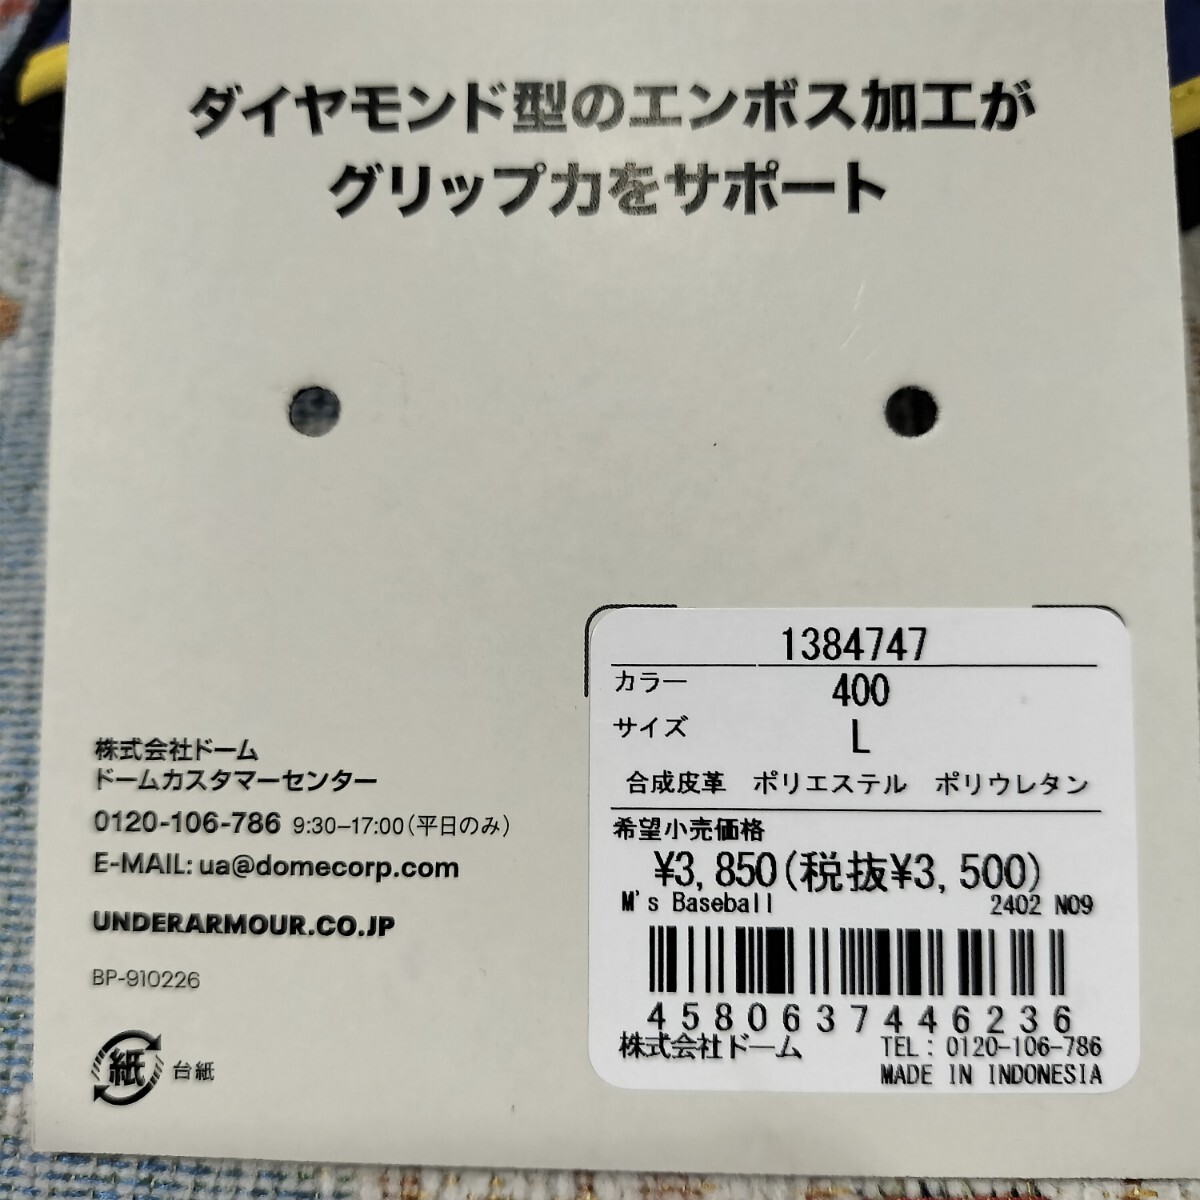 ダイヤモンド型のエンボス加工が
グリップ力をサポート
株式会社ドーム
ドームカスタマーセンター
0120-106-786 9:30–17:00(平日のみ)
E-MAIL: ua@domecorp.com
UNDERARMOUR.CO.JP
BP-910226
紙 台紙
1384747
カラー 400
サイズ L
合成皮革 ポリエステル ポリウレタン
希望小売価格
¥3,850(税抜¥3,500)
M's Baseball 2402 N09
4580637446236
株式会社ドーム TEL: 0120-106-786
MADE IN INDONESIA